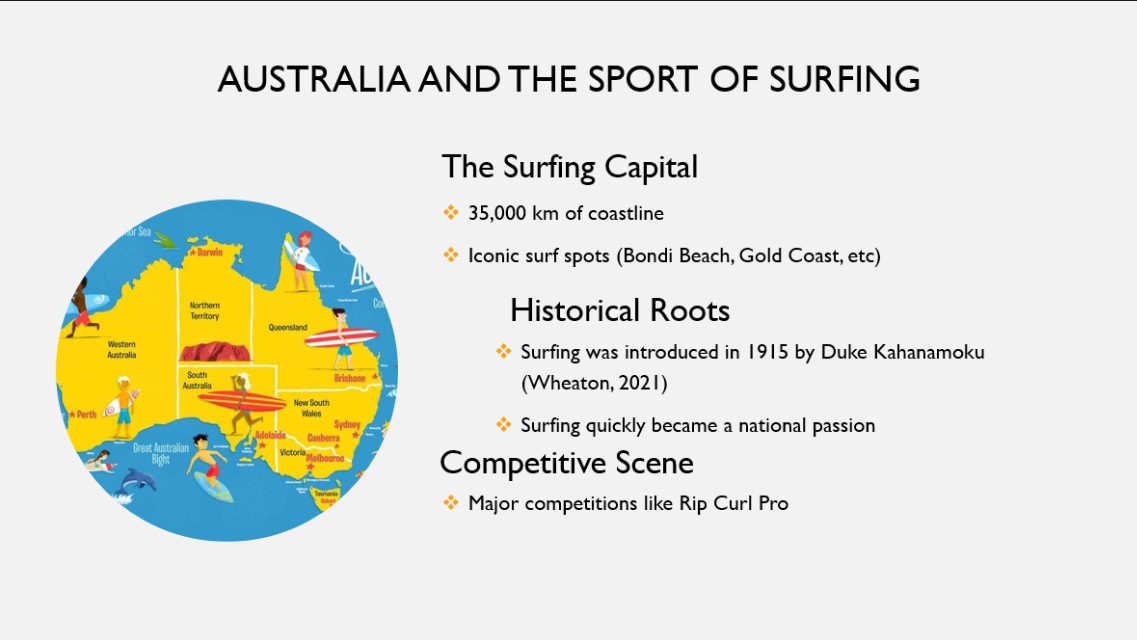 AUSTRALIA AND THE SPORT OF SURFING
The Surfing Capital
❖ 35,000 km of coastline
❖ Iconic surf spots (Bondi Beach, Gold Coast, etc)
Historical Roots
❖ Surfing was introduced in 1915 by Duke Kahanamoku
(Wheaton, 2021)
❖ Surfing quickly became a national passion
Competitive Scene
❖ Major competitions like Rip Curl Pro
Sea
Darwin
Northern
Territory
Queensland
Western
Australia
South
Australia
Brisbane
New South
Wales
Perth
Sydney
Adelaide
Canberra
Great Australian
Bight
Victoria
Melbourne
Tasmania